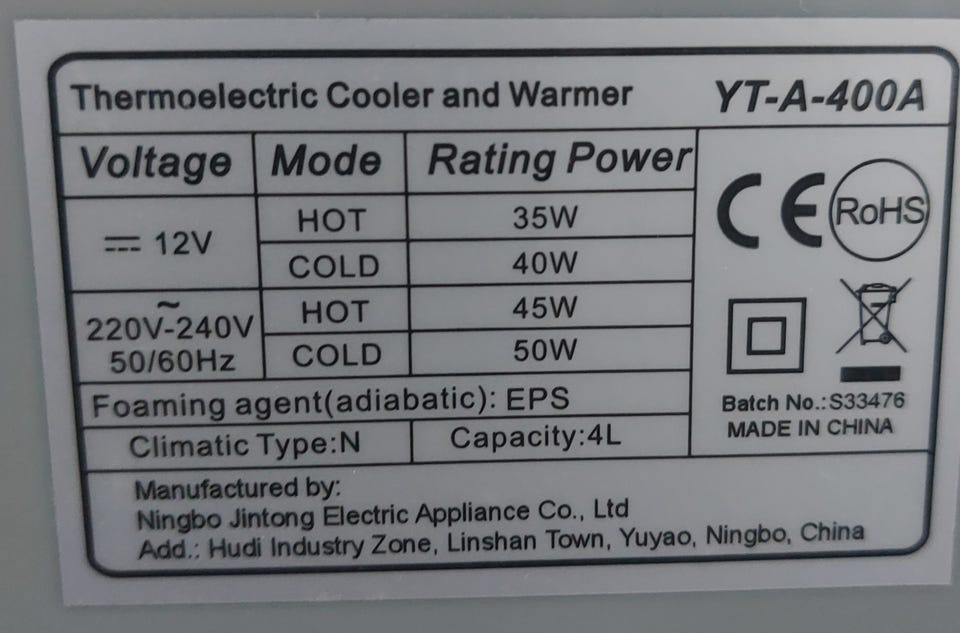 Thermoelectric Cooler and Warmer YT-A-400A
Voltage Mode Rating Power
⎓ 12V
HOT 35W
COLD 40W
~
220V-240V
50/60Hz
HOT 45W
COLD 50W
Foaming agent(adiabatic): EPS
Climatic Type:N Capacity:4L
CE RoHS
Batch No.:S33476
MADE IN CHINA
Manufactured by:
Ningbo Jintong Electric Appliance Co., Ltd
Add.: Hudi Industry Zone, Linshan Town, Yuyao, Ningbo, China